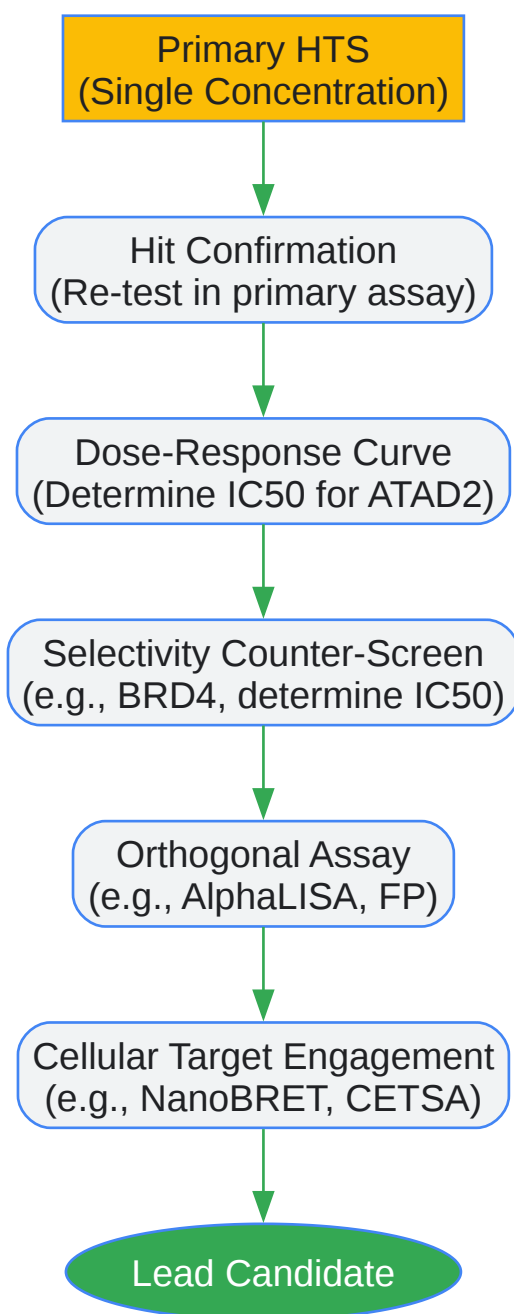 Primary HTS
(Single Concentration)
Hit Confirmation
(Re-test in primary assay)
Dose-Response Curve
(Determine IC50 for ATAD2)
Selectivity Counter-Screen
(e.g., BRD4, determine IC50)
Orthogonal Assay
(e.g., AlphaLISA, FP)
Cellular Target Engagement
(e.g., NanoBRET, CETSA)
Lead Candidate